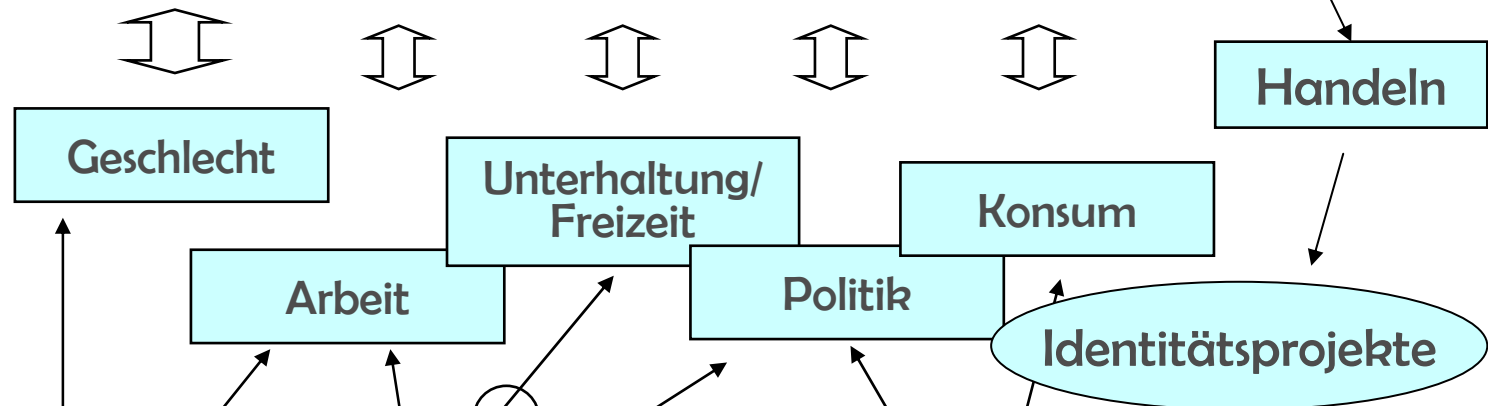 Handeln
Geschlecht
Unterhaltung/
Freizeit
Konsum
Arbeit
Politik
Identitätsprojekte